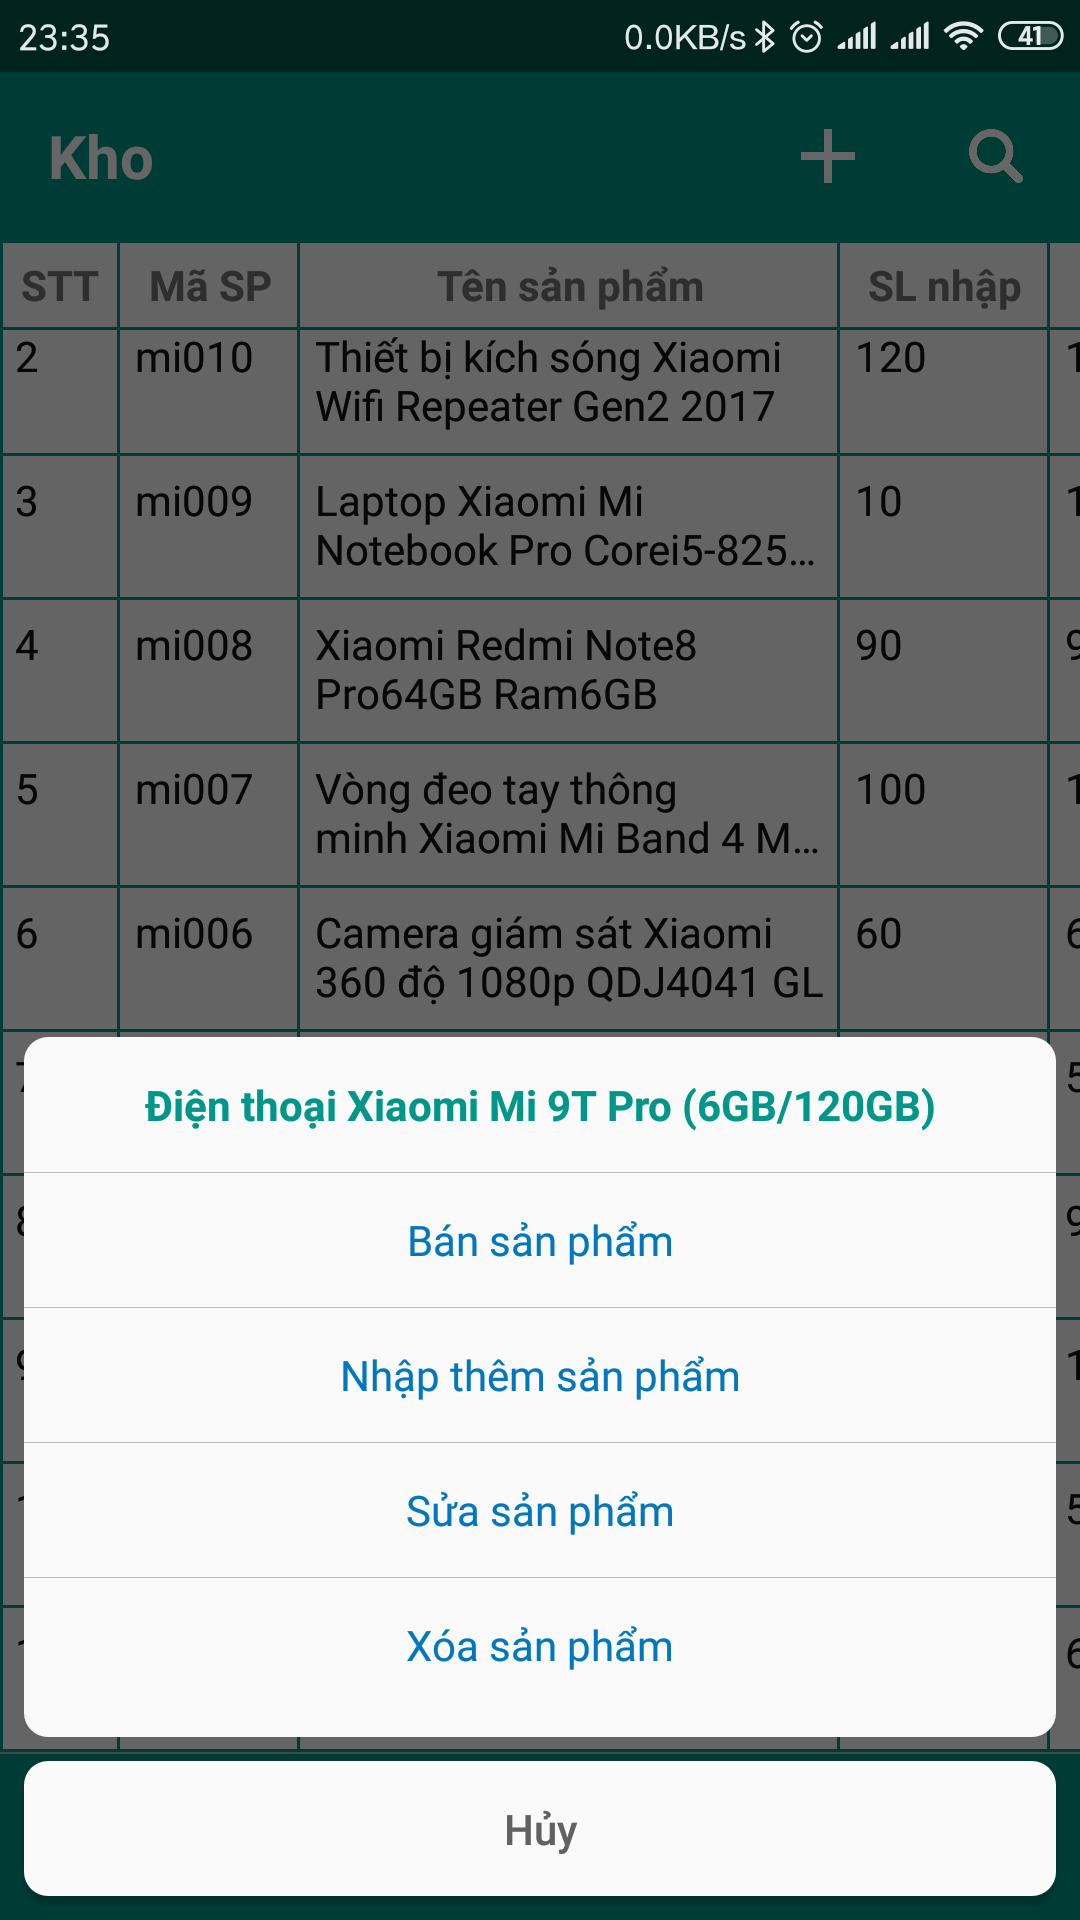 23:35 0.0KB/s 41
Kho
STT Mã SP Tên sản phẩm SL nhập
2 mi010 Thiết bị kích sóng Xiaomi 120
Wifi Repeater Gen2 2017
3 mi009 Laptop Xiaomi Mi 10
Notebook Pro Corei5-825...
4 mi008 Xiaomi Redmi Note8 90
Pro64GB Ram6GB
5 mi007 Vòng đeo tay thông 100
minh Xiaomi Mi Band 4 M...
6 mi006 Camera giám sát Xiaomi 60
360 độ 1080p QDJ4041 GL
Điện thoại Xiaomi Mi 9T Pro (6GB/120GB)
Bán sản phẩm
Nhập thêm sản phẩm
Sửa sản phẩm
Xóa sản phẩm
Hủy